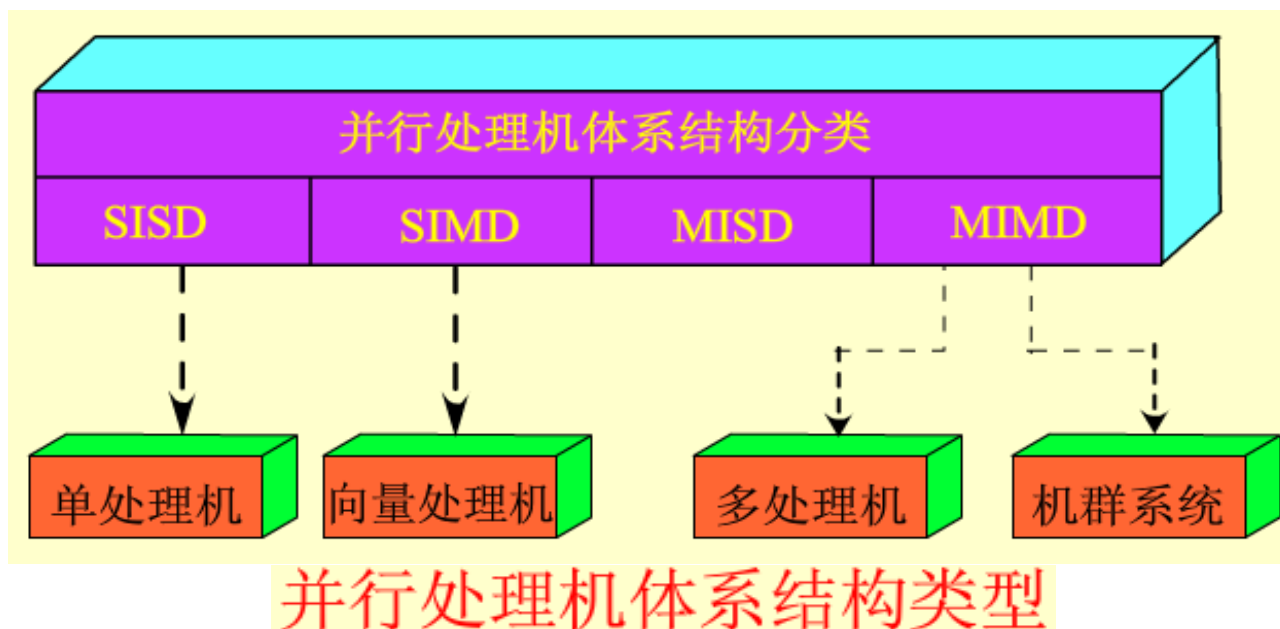 并行处理机体系结构分类
SISD SIMD MISD MIMD
单处理机 向量处理机 多处理机 机群系统
并行处理机体系结构类型